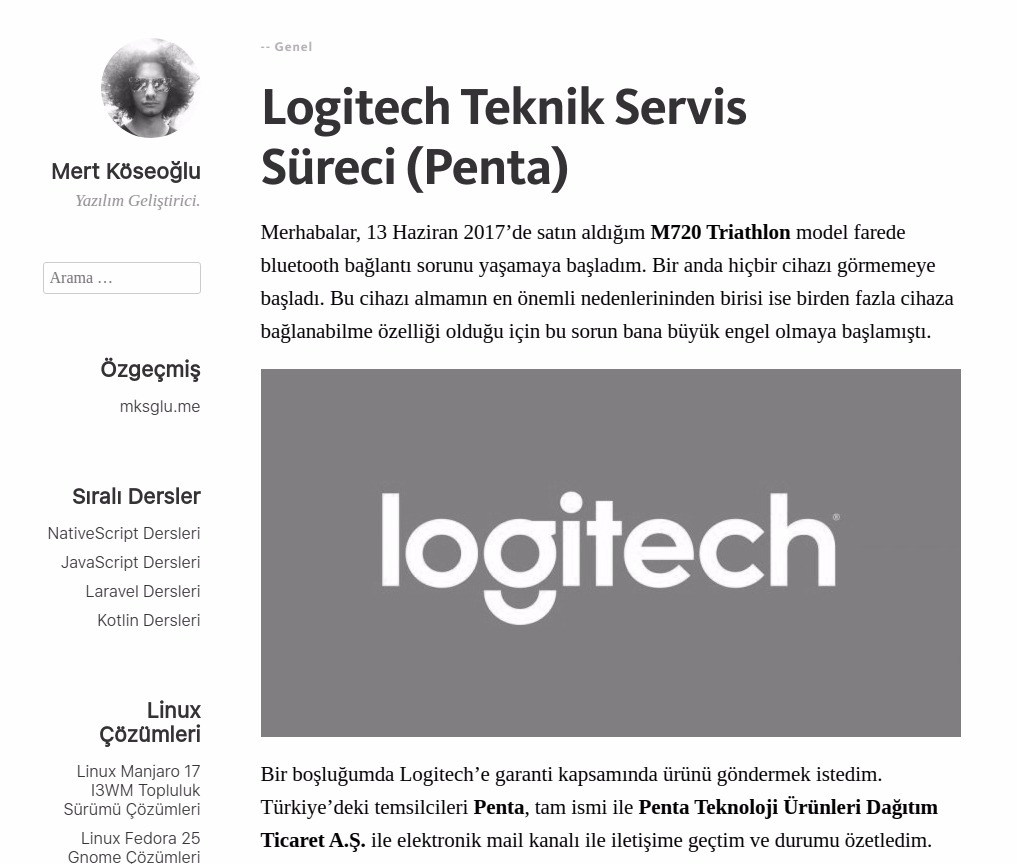 Mert Köseoğlu
Yazılım Geliştirici.
Arama …
Özgeçmiş
mksglu.me
Sıralı Dersler
NativeScript Dersleri
JavaScript Dersleri
Laravel Dersleri
Kotlin Dersleri
Linux
Çözümleri
Linux Manjaro 17
I3WM Topluluk
Sürümü Çözümleri
Linux Fedora 25
Gnome Çözümleri
-- Genel
Logitech Teknik Servis
Süreci (Penta)
Merhabalar, 13 Haziran 2017’de satın aldığım M720 Triathlon model farede
bluetooth bağlantı sorunu yaşamaya başladım. Bir anda hiçbir cihazı görmemeye
başladı. Bu cihazı almamın en önemli nedenlerininden birisi ise birden fazla cihaza
bağlanabilme özelliği olduğu için bu sorun bana büyük engel olmaya başlamıştı.
logitech®
Bir boşluğumda Logitech’e garanti kapsamında ürünü göndermek istedim.
Türkiye’deki temsilcileri Penta, tam ismi ile Penta Teknoloji Ürünleri Dağıtım
Ticaret A.Ş. ile elektronik mail kanalı ile iletişime geçtim ve durumu özetledim.